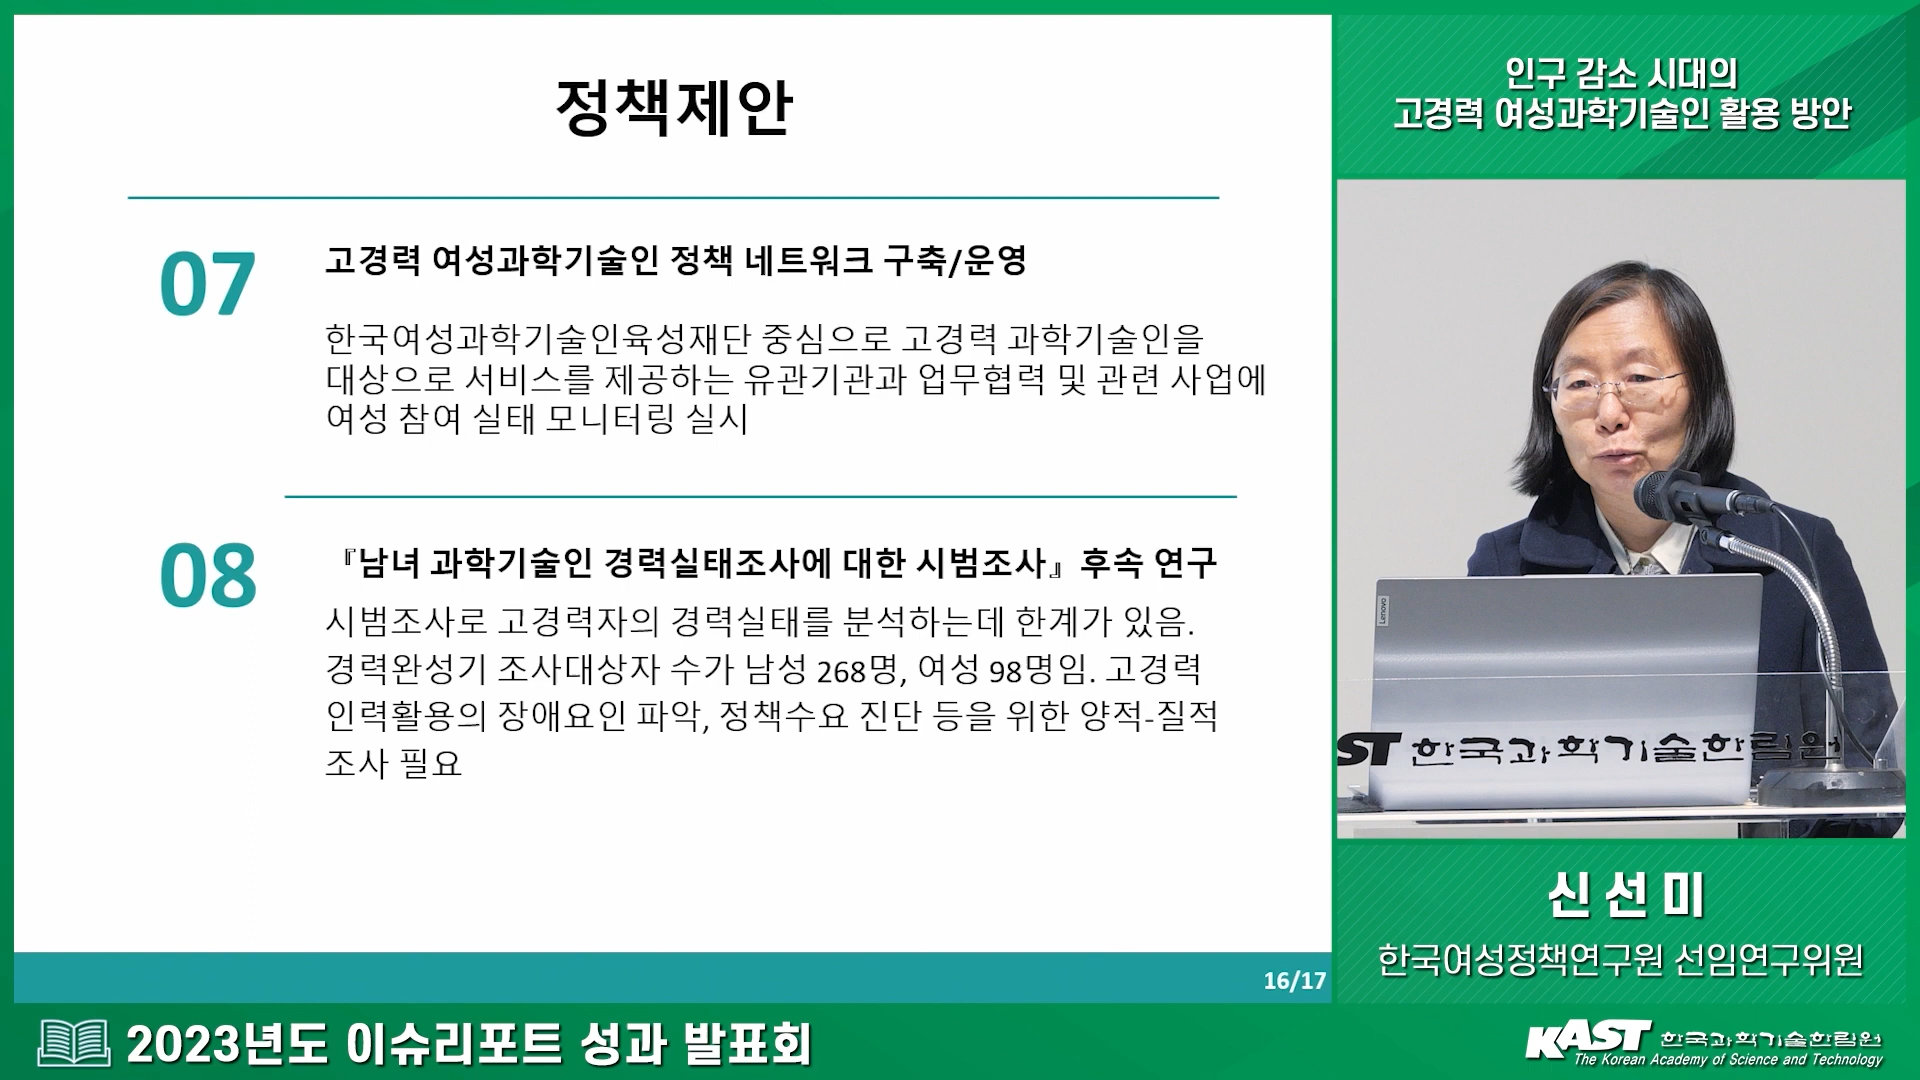 정책제안
07
고경력 여성과학기술인 정책 네트워크 구축/운영
한국여성과학기술인육성재단 중심으로 고경력 과학기술인을
대상으로 서비스를 제공하는 유관기관과 업무협력 및 관련 사업에
여성 참여 실태 모니터링 실시
08
『남녀 과학기술인 경력실태조사에 대한 시범조사』 후속 연구
시범조사로 고경력자의 경력실태를 분석하는데 한계가 있음.
경력완성기 조사대상자 수가 남성 268명, 여성 98명임. 고경력
인력활용의 장애요인 파악, 정책수요 진단 등을 위한 양적-질적
조사 필요
16/17
인구 감소 시대의
고경력 여성과학기술인 활용 방안
Lenovo
ST 한국과학기술한림원
신선미
한국여성정책연구원 선임연구위원
2023년도 이슈리포트 성과 발표회
KAST 한국과학기술한림원
The Korean Academy of Science and Technology